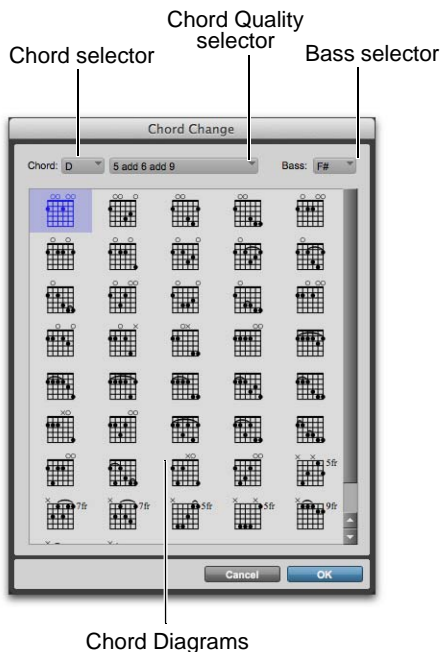 Chord Quality
selector
Chord selector
Bass selector
Chord Change
Chord: D 5 add 6 add 9 Bass: F#
5fr
7fr 7fr 5fr 5fr 9fr
Cancel OK
Chord Diagrams